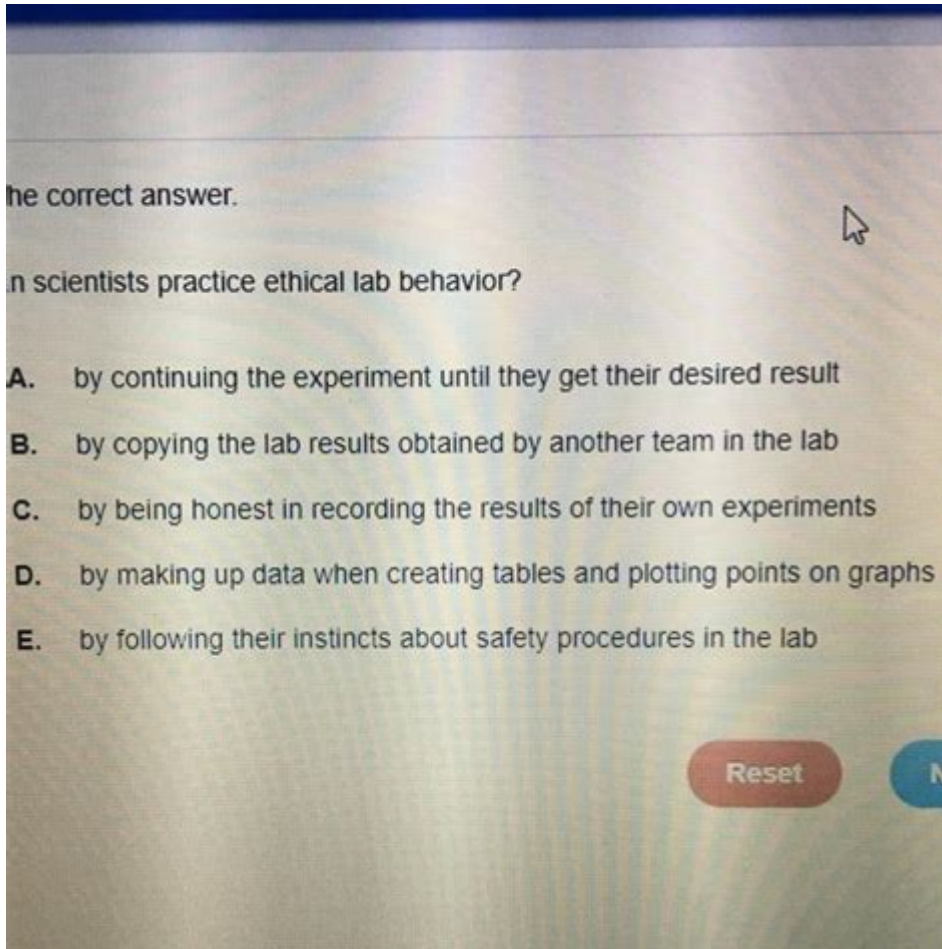 he correct answer.
n scientists practice ethical lab behavior?
A. by continuing the experiment until they get their desired result
B. by copying the lab results obtained by another team in the lab
C. by being honest in recording the results of their own experiments
D. by making up data when creating tables and plotting points on graphs
E. by following their instincts about safety procedures in the lab
Reset N